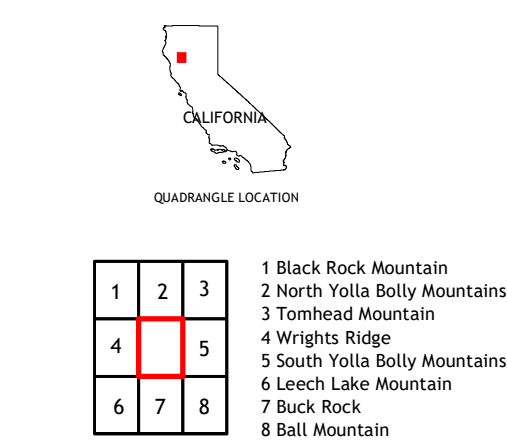 CALIFORNIA
QUADRANGLE LOCATION
1 2 3
4 5
6 7 8
1 Black Rock Mountain
2 North Yolla Bolly Mountains
3 Tomhead Mountain
4 Wrights Ridge
5 South Yolla Bolly Mountains
6 Leech Lake Mountain
7 Buck Rock
8 Ball Mountain